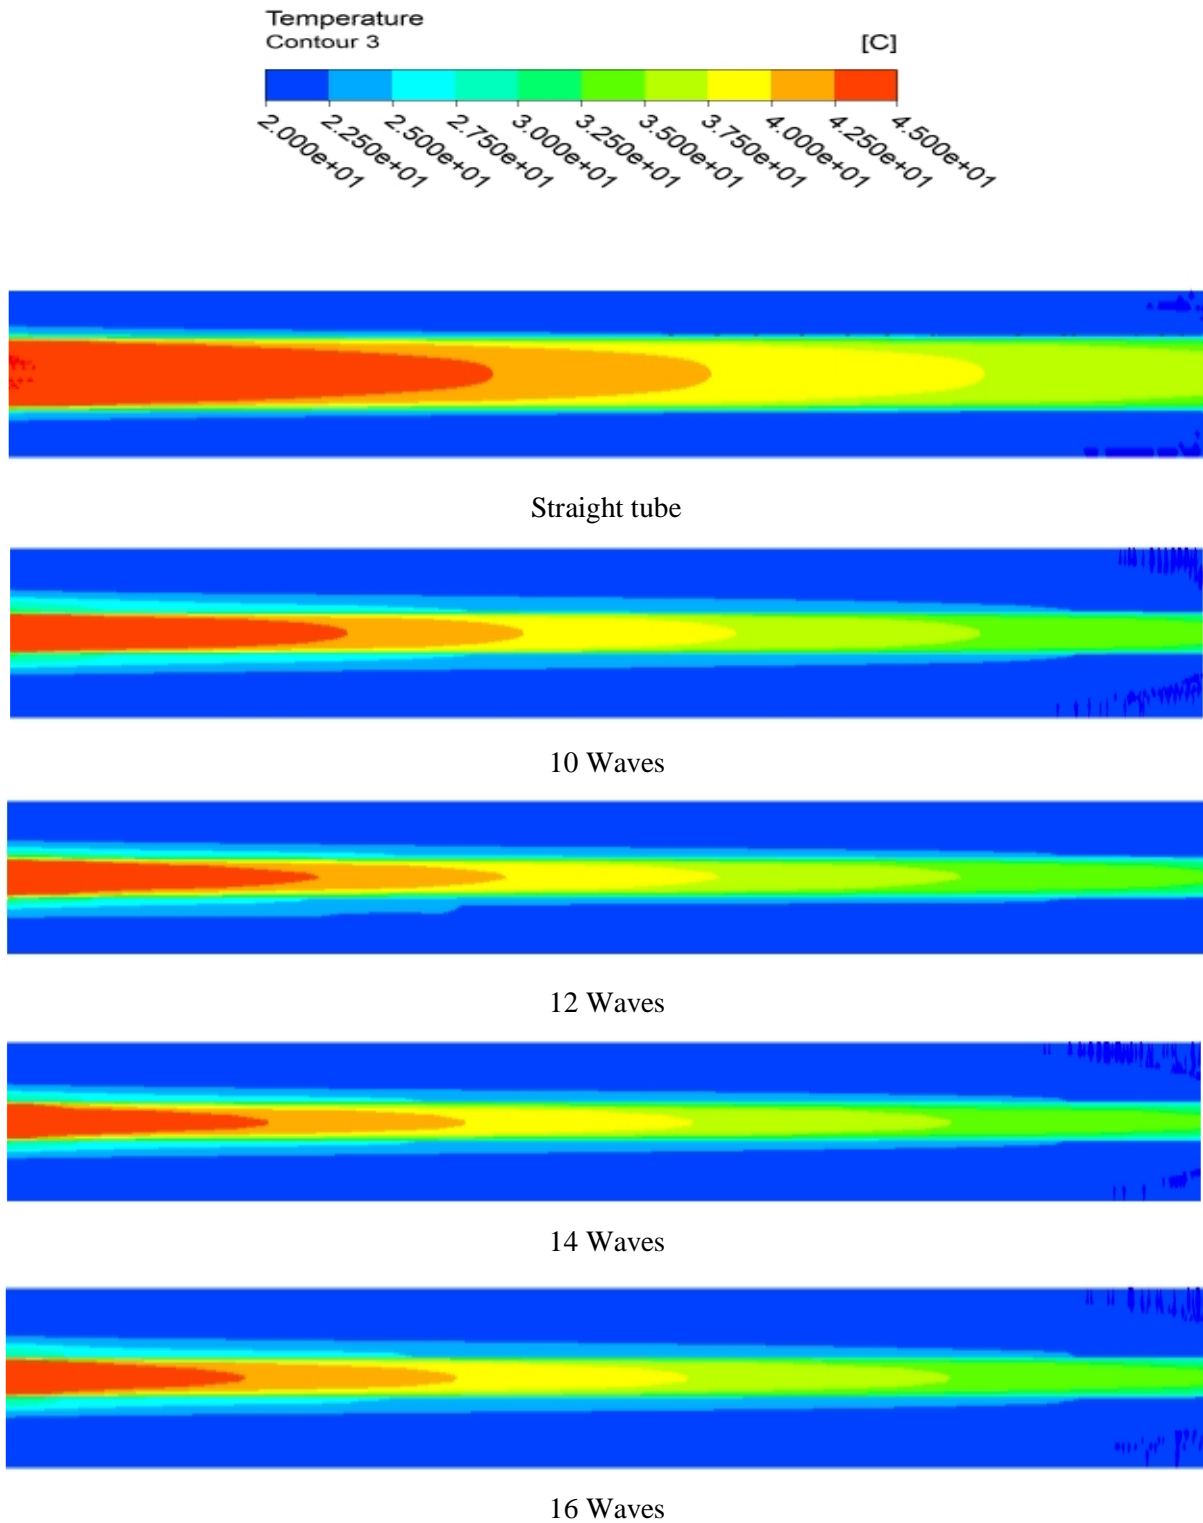 Temperature
Contour 3
[C]
2.000e+01
2.250e+01
2.500e+01
2.750e+01
3.000e+01
3.250e+01
3.500e+01
3.750e+01
4.000e+01
4.250e+01
4.500e+01
Straight tube
10 Waves
12 Waves
14 Waves
16 Waves